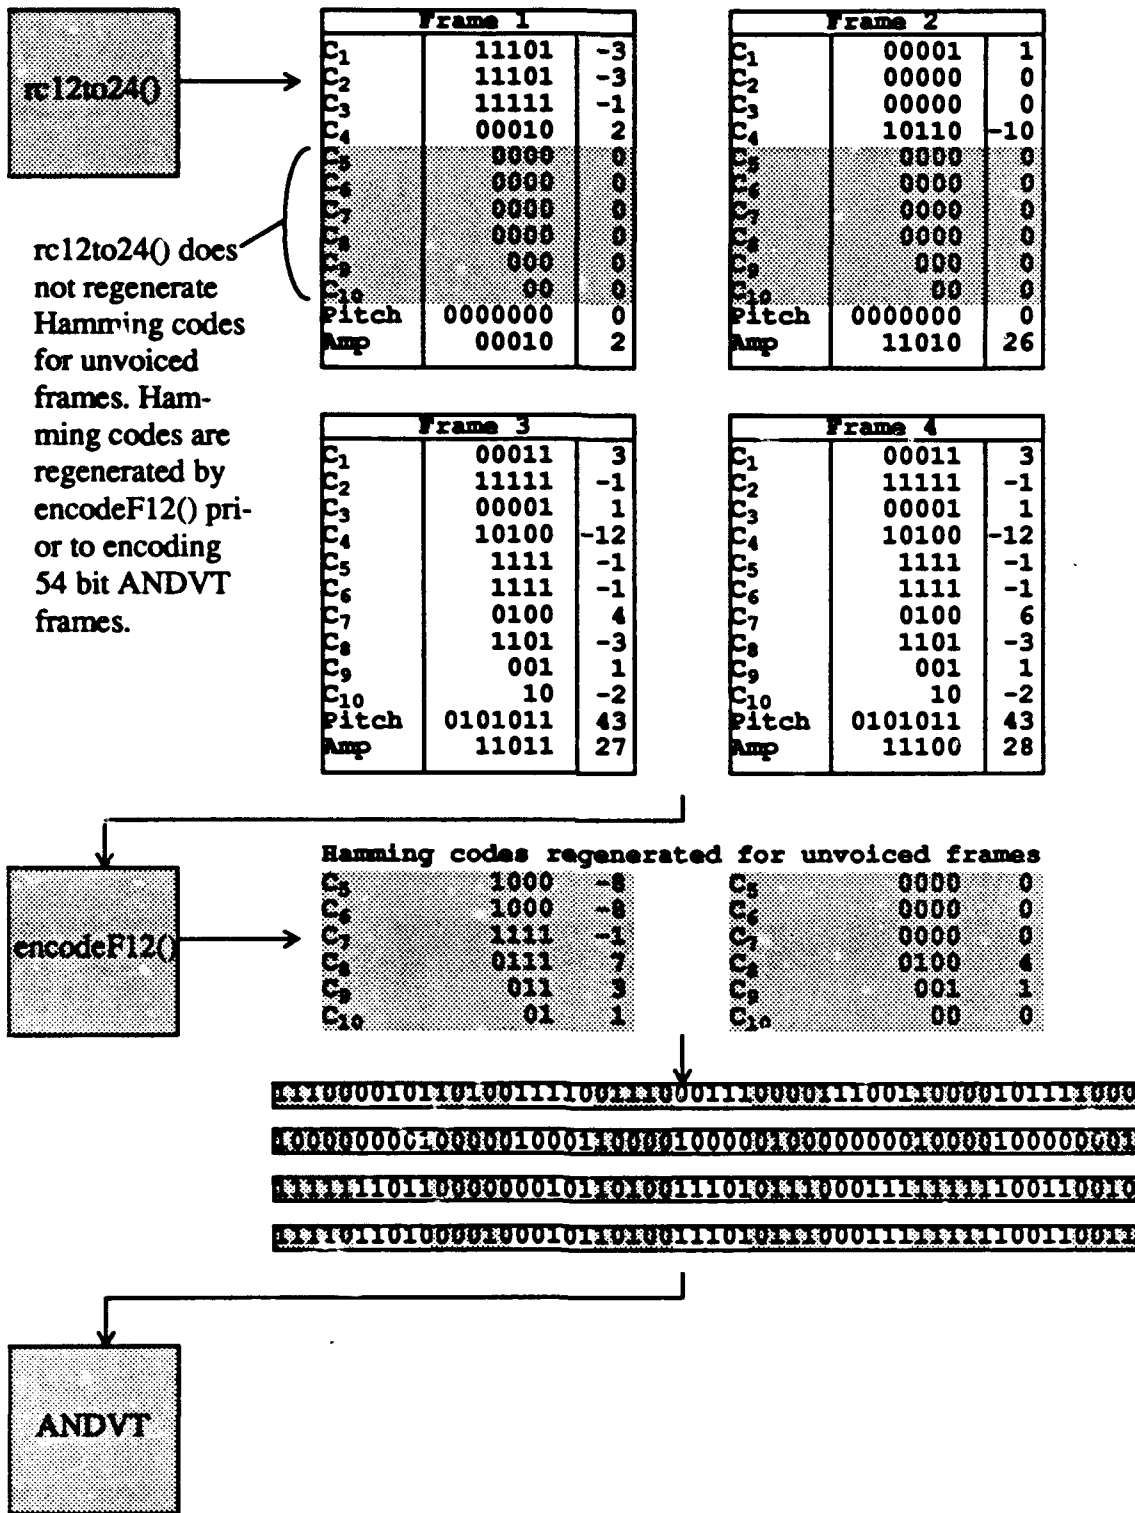 rc12to24()
Frame 1
C1 11101 -3
C2 11101 -3
C3 11111 -1
C4 00010 2
C5 0000 0
C6 0000 0
C7 0000 0
C8 0000 0
C9 000 0
C10 00 0
Pitch 0000000 0
Amp 00010 2
Frame 2
C1 00001 1
C2 00000 0
C3 00000 0
C4 10110 -10
C5 0000 0
C6 0000 0
C7 0000 0
C8 0000 0
C9 000 0
C10 00 0
Pitch 0000000 0
Amp 11010 26
rc12to24() does
not regenerate
Hamming codes
for unvoiced
frames. Ham-
ming codes are
regenerated by
encodeF12() pri-
or to encoding
54 bit ANDVT
frames.
Frame 3
C1 00011 3
C2 11111 -1
C3 00001 1
C4 10100 -12
C5 1111 -1
C6 1111 -1
C7 0100 4
C8 1101 -3
C9 001 1
C10 10 -2
Pitch 0101011 43
Amp 11011 27
Frame 4
C1 00011 3
C2 11111 -1
C3 00001 1
C4 10100 -12
C5 1111 -1
C6 1111 -1
C7 0100 6
C8 1101 -3
C9 001 1
C10 10 -2
Pitch 0101011 43
Amp 11100 28
encodeF12()
Hamming codes regenerated for unvoiced frames
C5 1000 -8
C6 1000 -8
C7 1111 -1
C8 0111 7
C9 011 3
C10 01 1
C5 0000 0
C6 0000 0
C7 0000 0
C8 0100 4
C9 001 1
C10 00 0
ANDVT